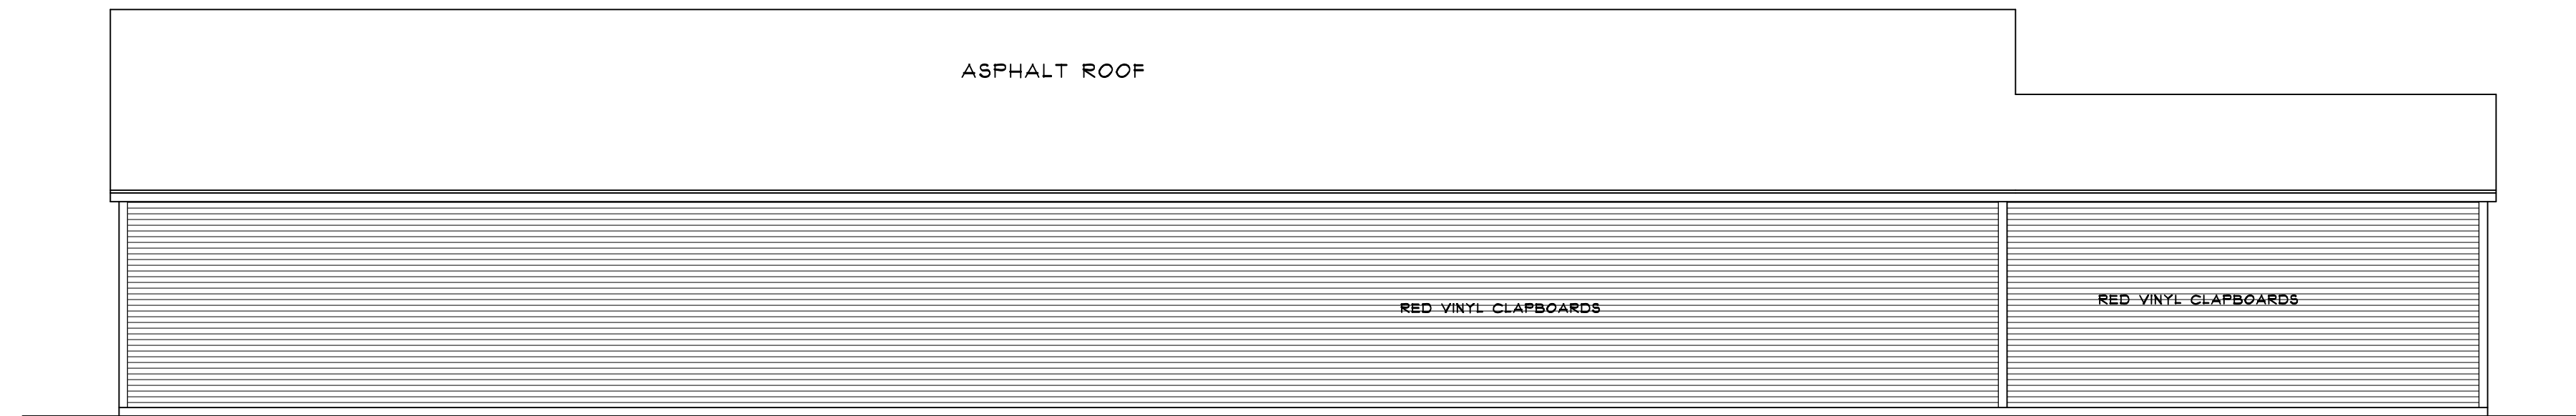 ASPHALT ROOF
RED VINYL CLAPBOARDS
RED VINYL CLAPBOARDS